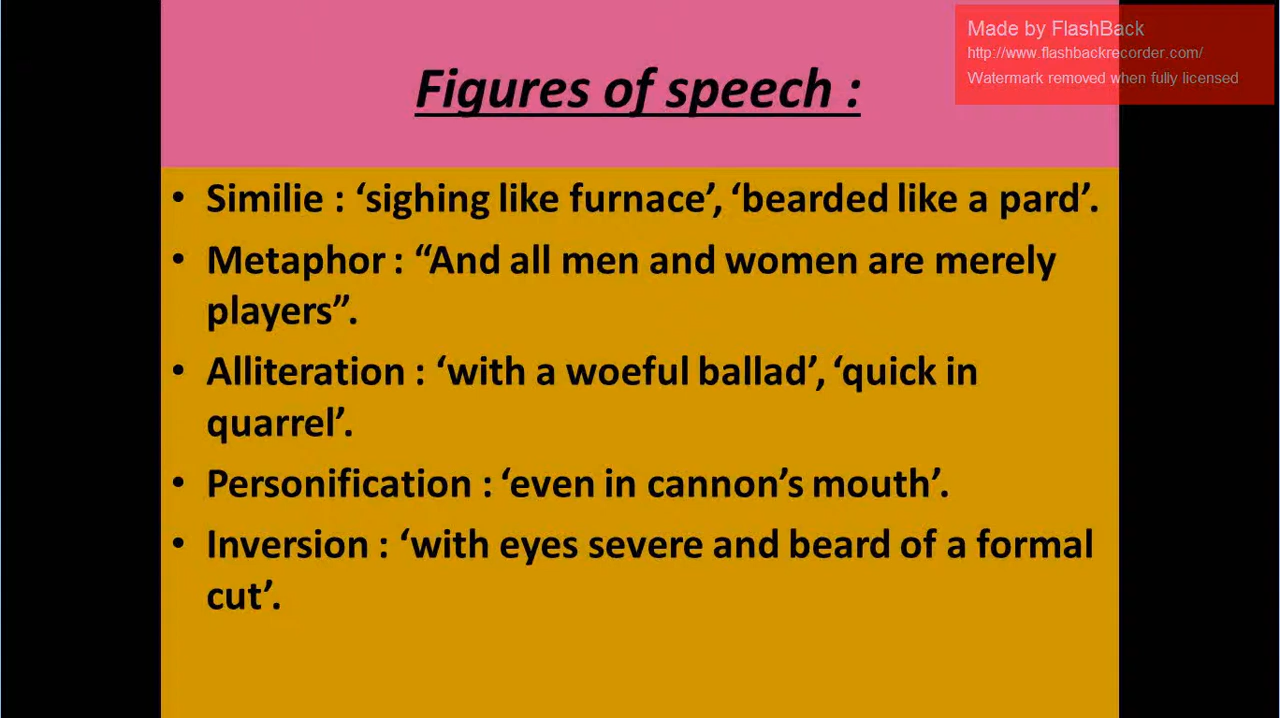 Made by FlashBack
http://www.flashbackrecorder.com/
Watermark removed when fully licensed
Figures of speech :
• Similie : ‘sighing like furnace’, ‘bearded like a pard’.
• Metaphor : “And all men and women are merely
players”.
• Alliteration : ‘with a woeful ballad’, ‘quick in
quarrel’.
• Personification : ‘even in cannon’s mouth’.
• Inversion : ‘with eyes severe and beard of a formal
cut’.